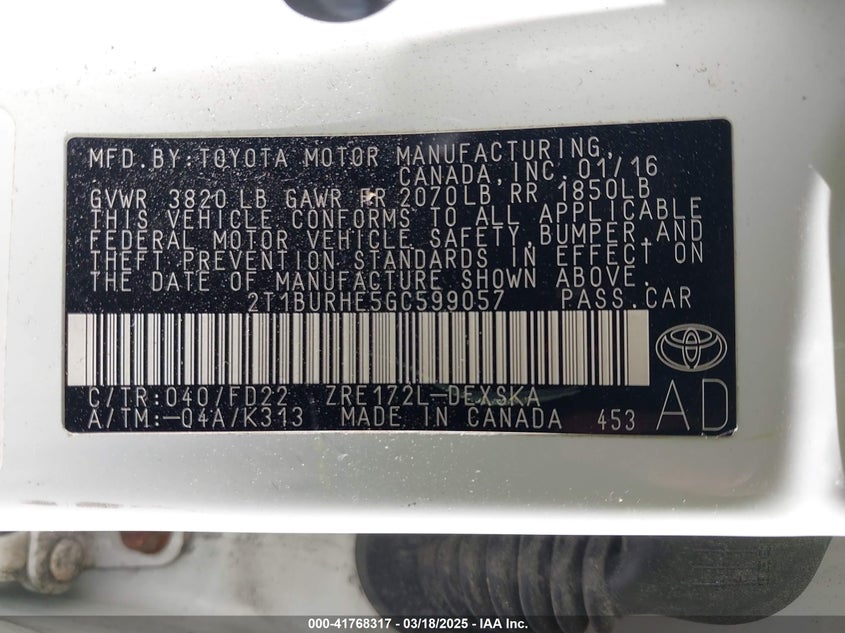 MFD.BY:TOYOTA MOTOR MANUFACTURING,
CANADA,INC.01/16
GVWR 3820 LB GAWR FR 2070LB RR 1850LB
THIS VEHICLE CONFORMS TO ALL APPLICABLE
FEDERAL MOTOR VEHICLE SAFETY,BUMPER,AND
THEFT PREVENTION STANDARDS IN EFFECT ON
THE DATE OF MANUFACTURE SHOWN ABOVE.
2T1BURHE5GC599057 PASS.CAR
C/TR:040/FD22 ZRE172L-DEXSKA
A/TM:-04A/K313 MADE IN CANADA 453 AD
000-41768317 - 03/18/2025 - IAA Inc.